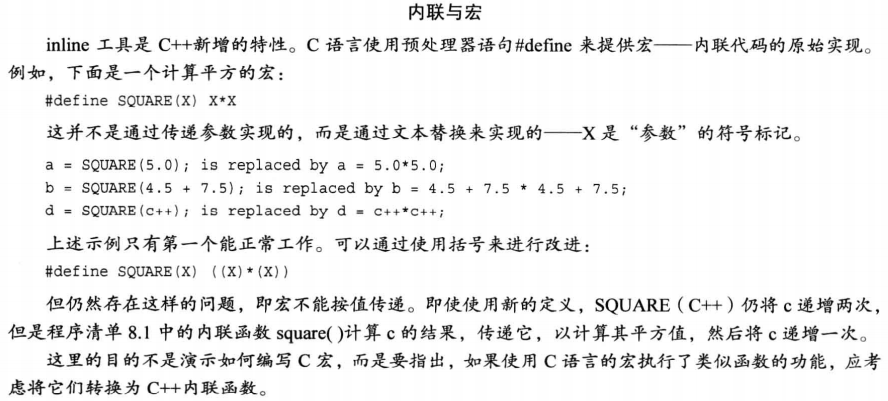 内联与宏
inline 工具是 C++新增的特性。C 语言使用预处理器语句#define 来提供宏——内联代码的原始实现。
例如，下面是一个计算平方的宏：
#define SQUARE(X) X*X
这并不是通过传递参数实现的，而是通过文本替换来实现的——X 是“参数”的符号标记。
a = SQUARE(5.0); is replaced by a = 5.0*5.0;
b = SQUARE(4.5 + 7.5); is replaced by b = 4.5 + 7.5 * 4.5 + 7.5;
d = SQUARE(c++); is replaced by d = c++*c++;
上述示例只有第一个能正常工作。可以通过使用括号来进行改进：
#define SQUARE(X) ((X)*(X))
但仍然存在这样的问题，即宏不能按值传递。即使使用新的定义，SQUARE（C++）仍将 c 递增两次，
但是程序清单 8.1 中的内联函数 square( )计算 c 的结果，传递它，以计算其平方值，然后将 c 递增一次。
这里的目的不是演示如何编写 C 宏，而是要指出，如果使用 C 语言的宏执行了类似函数的功能，应考
虑将它们转换为 C++内联函数。